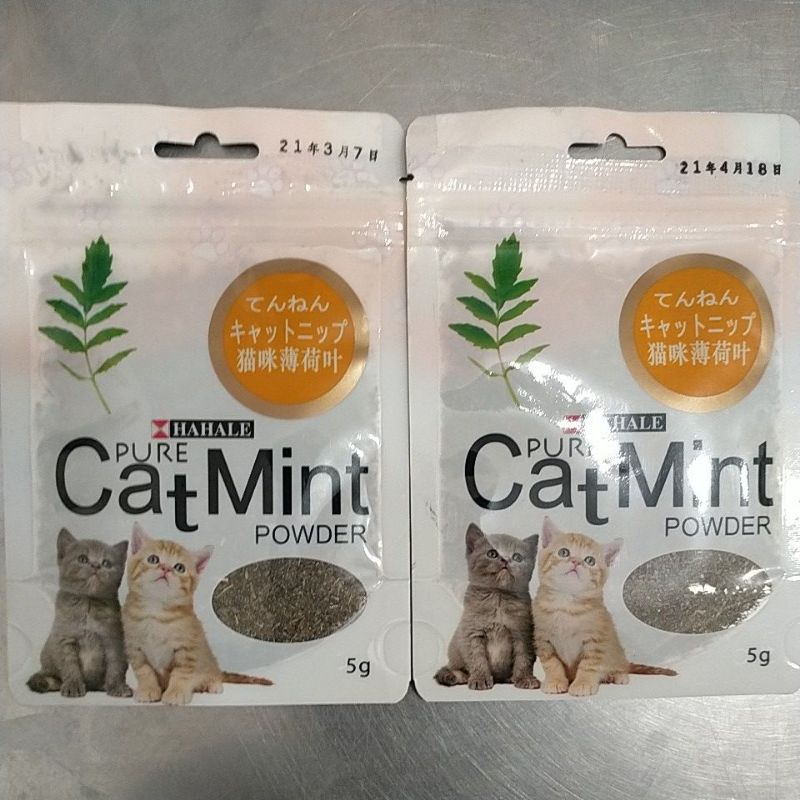 21年3月7日
てんねん
キャットニップ
猫咪薄荷叶
HAHALE
PURE
CatMint
POWDER
5g
21年4月18日
てんねん
キャットニップ
猫咪薄荷叶
HAHALE
PURE
CatMint
POWDER
5g